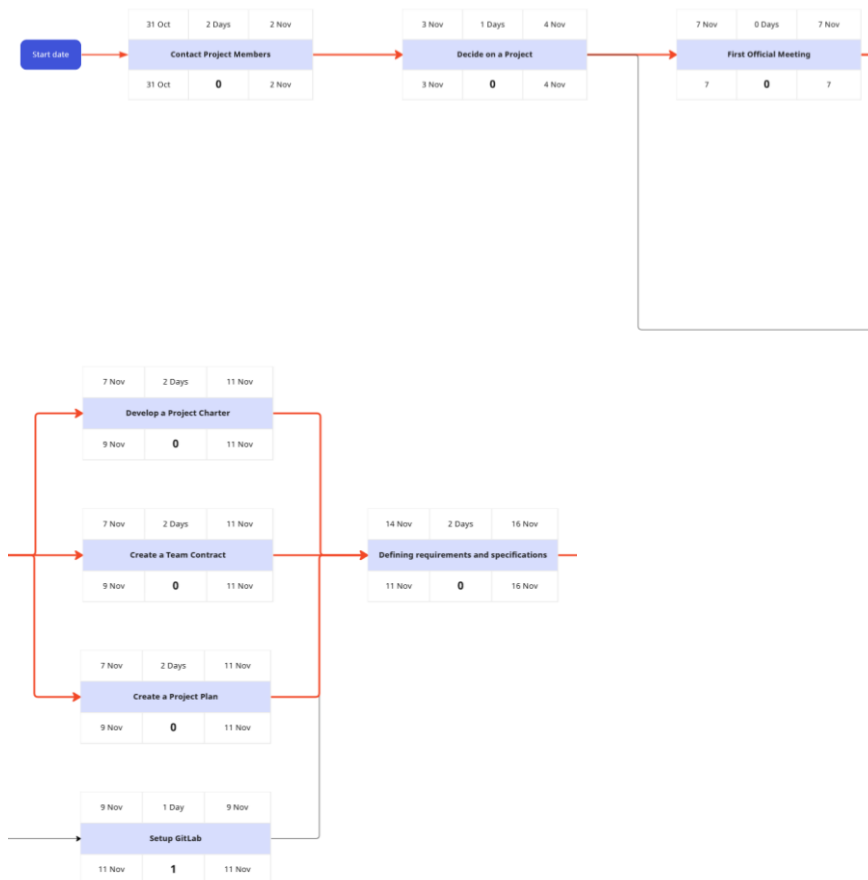 31 Oct 2 Days 2 Nov
Start date
Contact Project Members
31 Oct 0 2 Nov
3 Nov 1 Days 4 Nov
Decide on a Project
3 Nov 0 4 Nov
7 Nov 0 Days 7 Nov
First Official Meeting
7 0 7
7 Nov 2 Days 11 Nov
Develop a Project Charter
9 Nov 0 11 Nov
7 Nov 2 Days 11 Nov
Create a Team Contract
9 Nov 0 11 Nov
14 Nov 2 Days 16 Nov
Defining requirements and specifications
11 Nov 0 16 Nov
7 Nov 2 Days 11 Nov
Create a Project Plan
9 Nov 0 11 Nov
9 Nov 1 Day 9 Nov
Setup GitLab
11 Nov 1 11 Nov